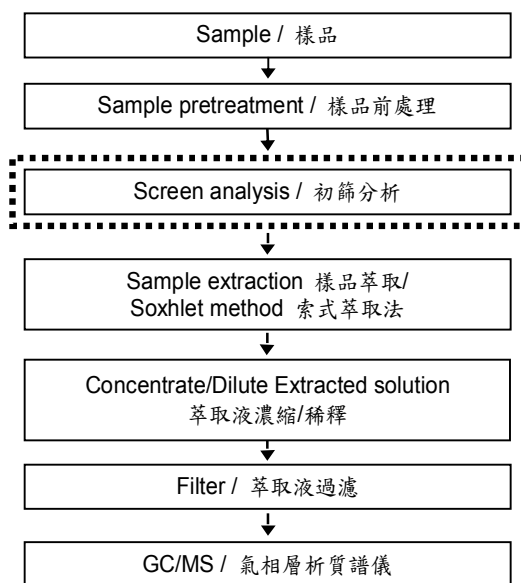 Sample / 樣品
Sample pretreatment / 樣品前處理
Screen analysis / 初篩分析
Sample extraction 樣品萃取/
Soxhlet method 索式萃取法
Concentrate/Dilute Extracted solution
萃取液濃縮/稀釋
Filter / 萃取液過濾
GC/MS / 氣相層析質譜儀